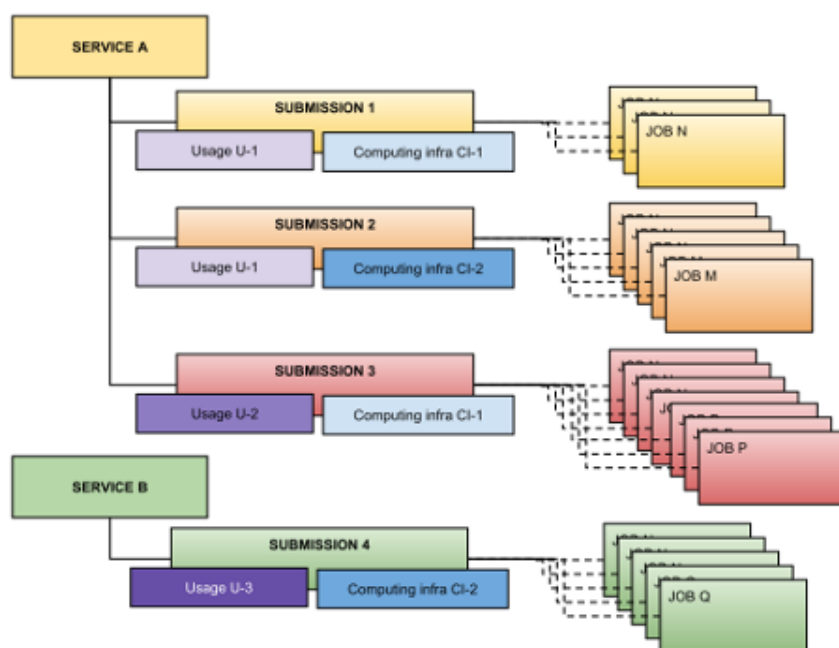 SERVICE A
SUBMISSION 1
Usage U-1
Computing infra CI-1
JOB N
SUBMISSION 2
Usage U-1
Computing infra CI-2
JOB M
SUBMISSION 3
Usage U-2
Computing infra CI-1
JOB P
SERVICE B
SUBMISSION 4
Usage U-3
Computing infra CI-2
JOB Q